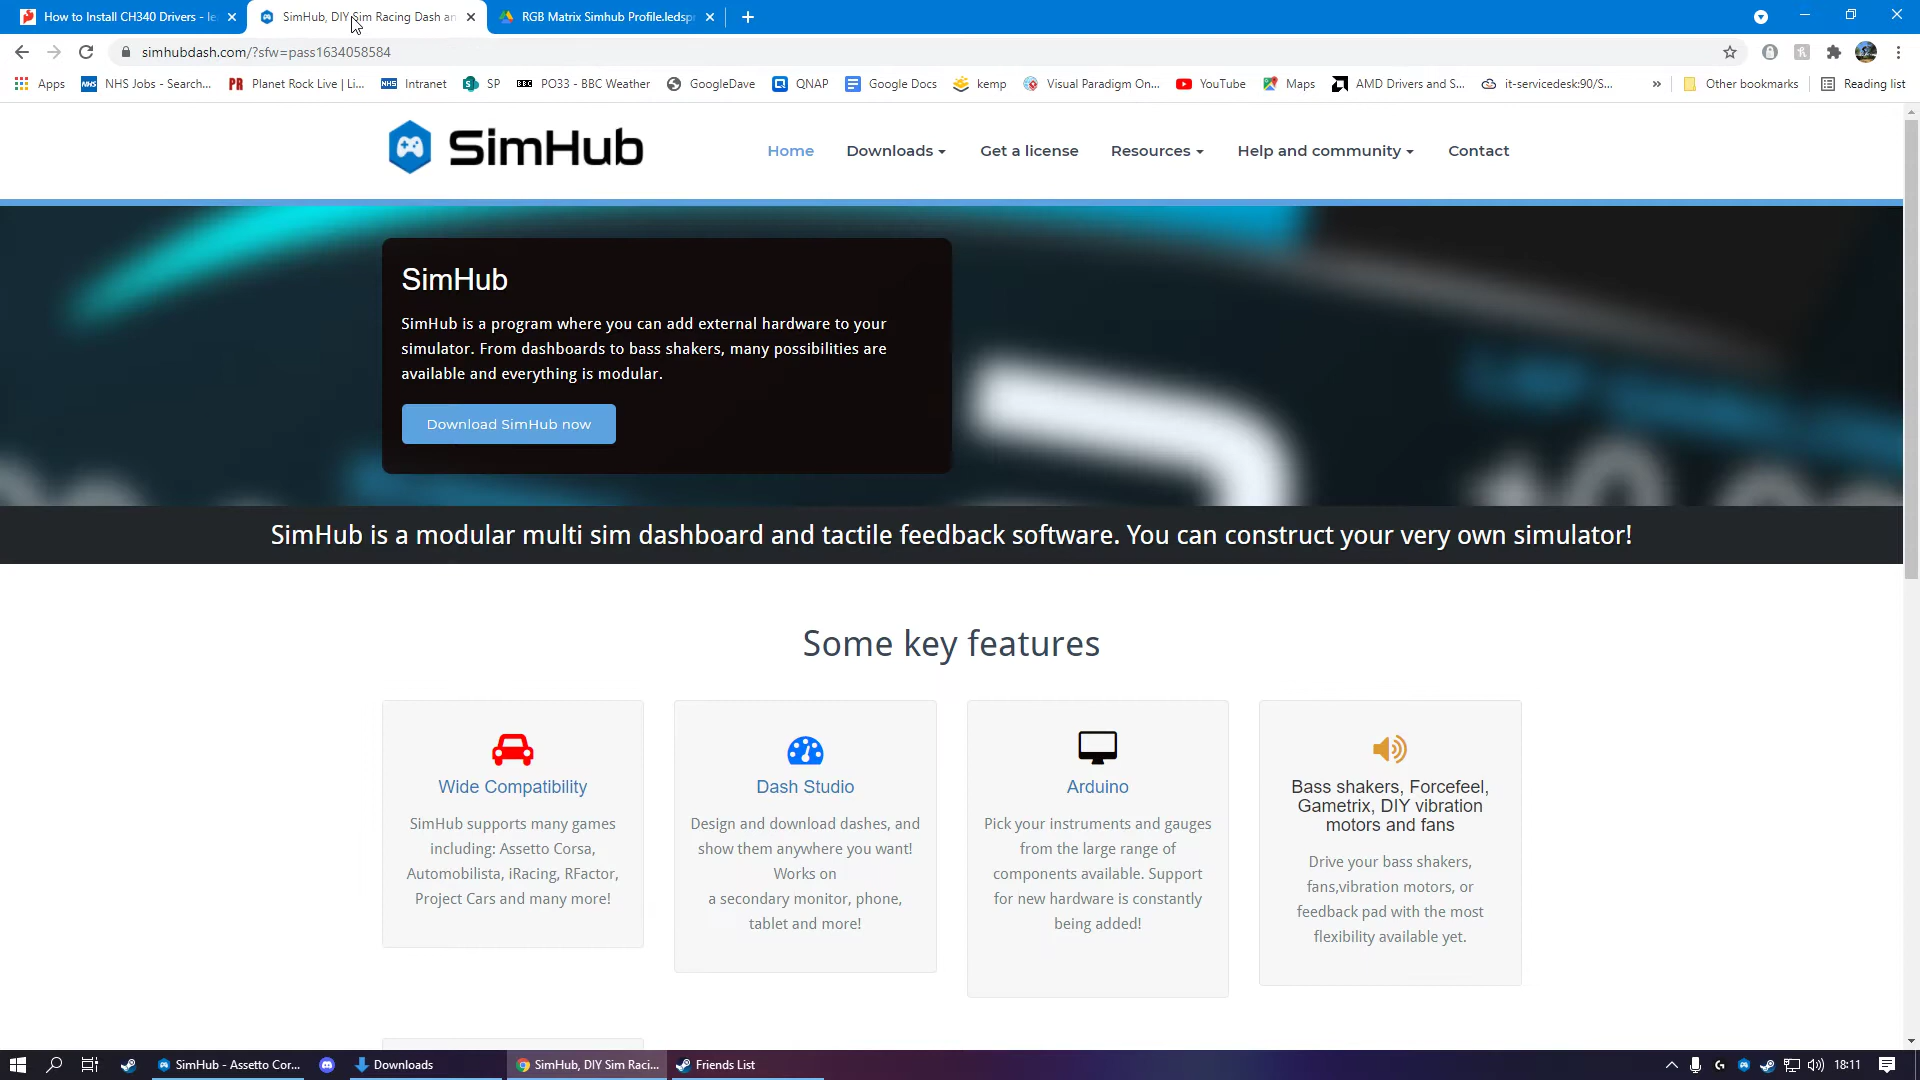 How to Install CH340 Drivers - le
SimHub, DIY Sim Racing Dash an
RGB Matrix Simhub Profile.ledsp
simhubdash.com/?sfw=pass1634058584
Apps
NHS Jobs - Search...
Planet Rock Live | Li...
Intranet
SP
PO33 - BBC Weather
GoogleDave
QNAP
Google Docs
kemp
Visual Paradigm On...
YouTube
Maps
AMD Drivers and S...
it-servicedesk:90/S...
»
Other bookmarks
Reading list
SimHub
Home
Downloads
Get a license
Resources
Help and community
Contact
SimHub
SimHub is a program where you can add external hardware to your
simulator. From dashboards to bass shakers, many possibilities are
available and everything is modular.
Download SimHub now
SimHub is a modular multi sim dashboard and tactile feedback software. You can construct your very own simulator!
Some key features
Wide Compatibility
SimHub supports many games
including: Assetto Corsa,
Automobilista, iRacing, RFactor,
Project Cars and many more!
Dash Studio
Design and download dashes, and
show them anywhere you want!
Works on
a secondary monitor, phone,
tablet and more!
Arduino
Pick your instruments and gauges
from the large range of
components available. Support
for new hardware is constantly
being added!
Bass shakers, Forcefeel,
Gametrix, DIY vibration
motors and fans
Drive your bass shakers,
fans,vibration motors, or
feedback pad with the most
flexibility available yet.
SimHub - Assetto Cor...
Downloads
SimHub, DIY Sim Raci...
Friends List
18:11